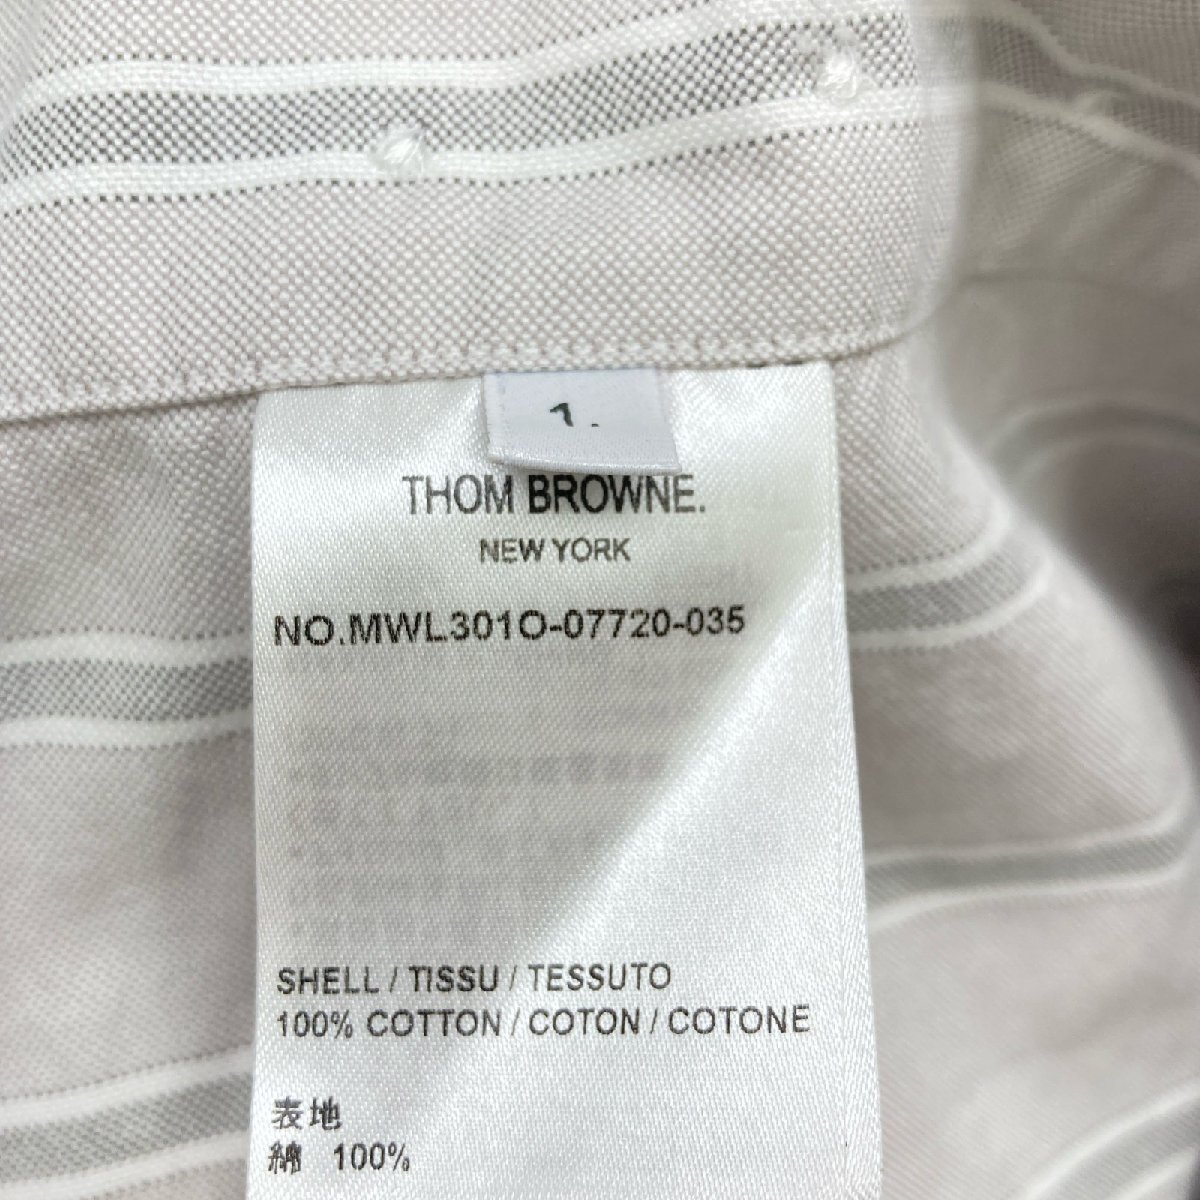 1.
THOM BROWNE.
NEW YORK
NO.MWL301O-07720-035
SHELL / TISSU / TESSUTO
100% COTTON / COTON / COTONE
表地
綿 100%